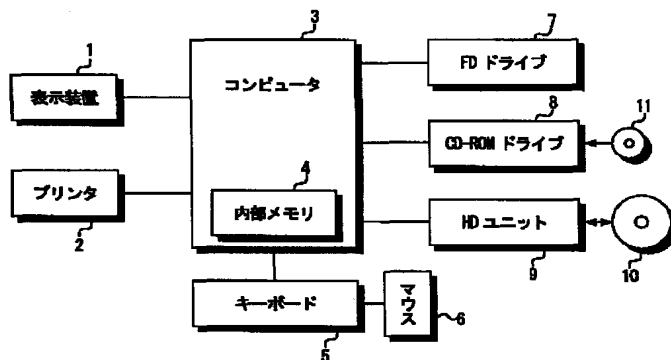 3
コンピュータ
1
表示装置
プリンタ
2
4
内部メモリ
7
FD ドライブ
8
CD-ROM ドライブ
11
HD ユニット
9
10
キーボード
5
マウス
6